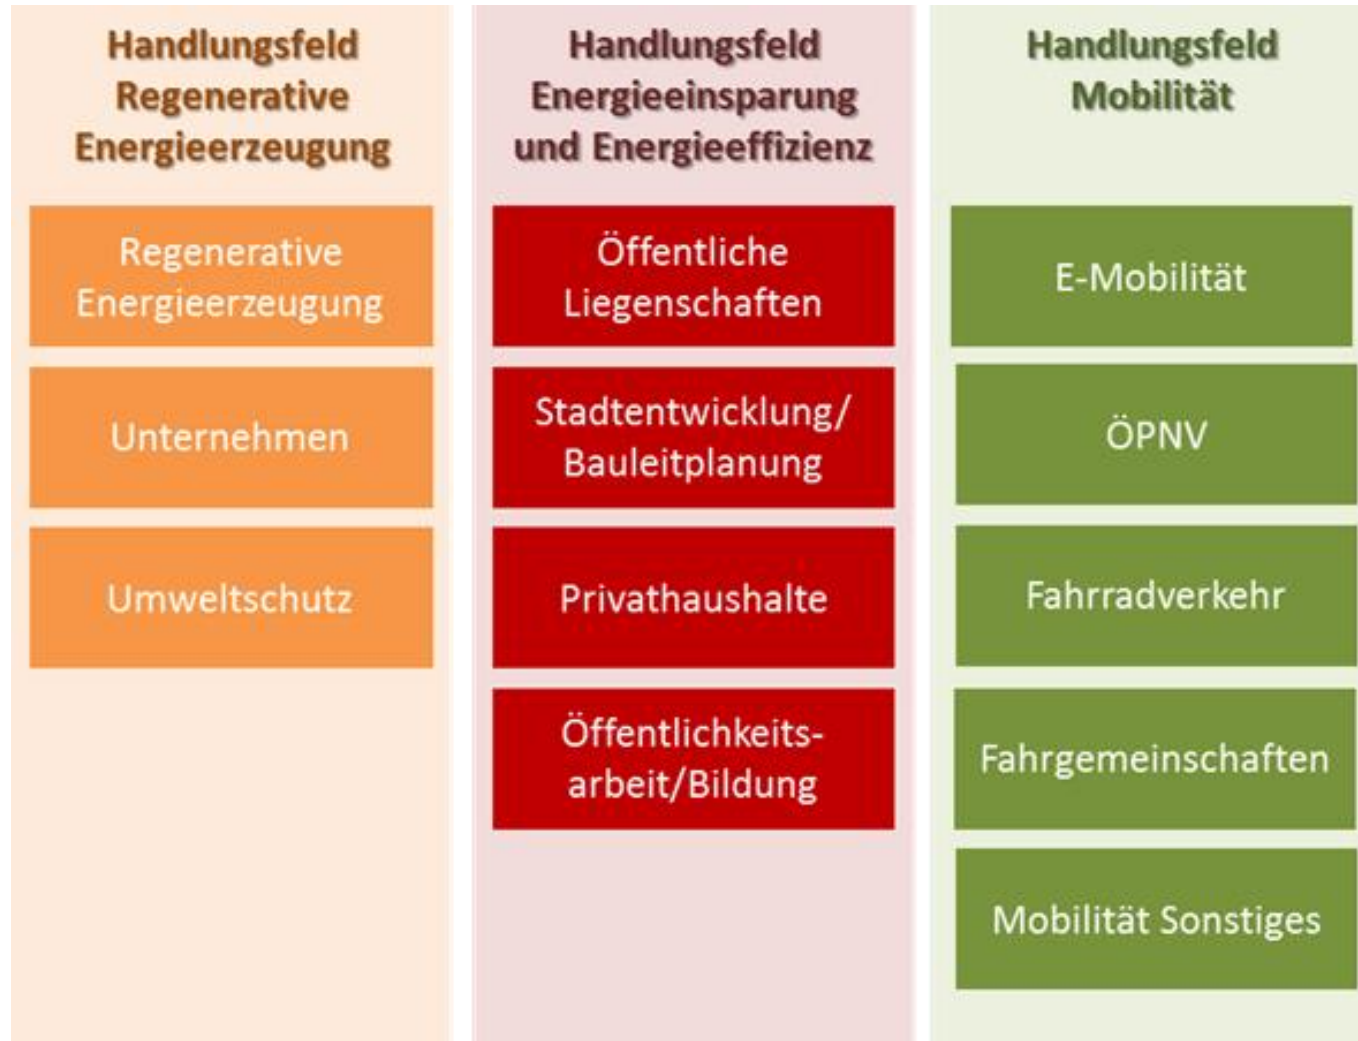 Handlungsfeld
Regenerative
Energieerzeugung
Regenerative
Energieerzeugung
Unternehmen
Umweltschutz
Handlungsfeld
Energieeinsparung
und Energieeffizienz
Öffentliche
Liegenschaften
Stadtentwicklung/
Bauleitplanung
Privathaushalte
Öffentlichkeits-
arbeit/Bildung
Handlungsfeld
Mobilität
E-Mobilität
ÖPNV
Fahrradverkehr
Fahrgemeinschaften
Mobilität Sonstiges